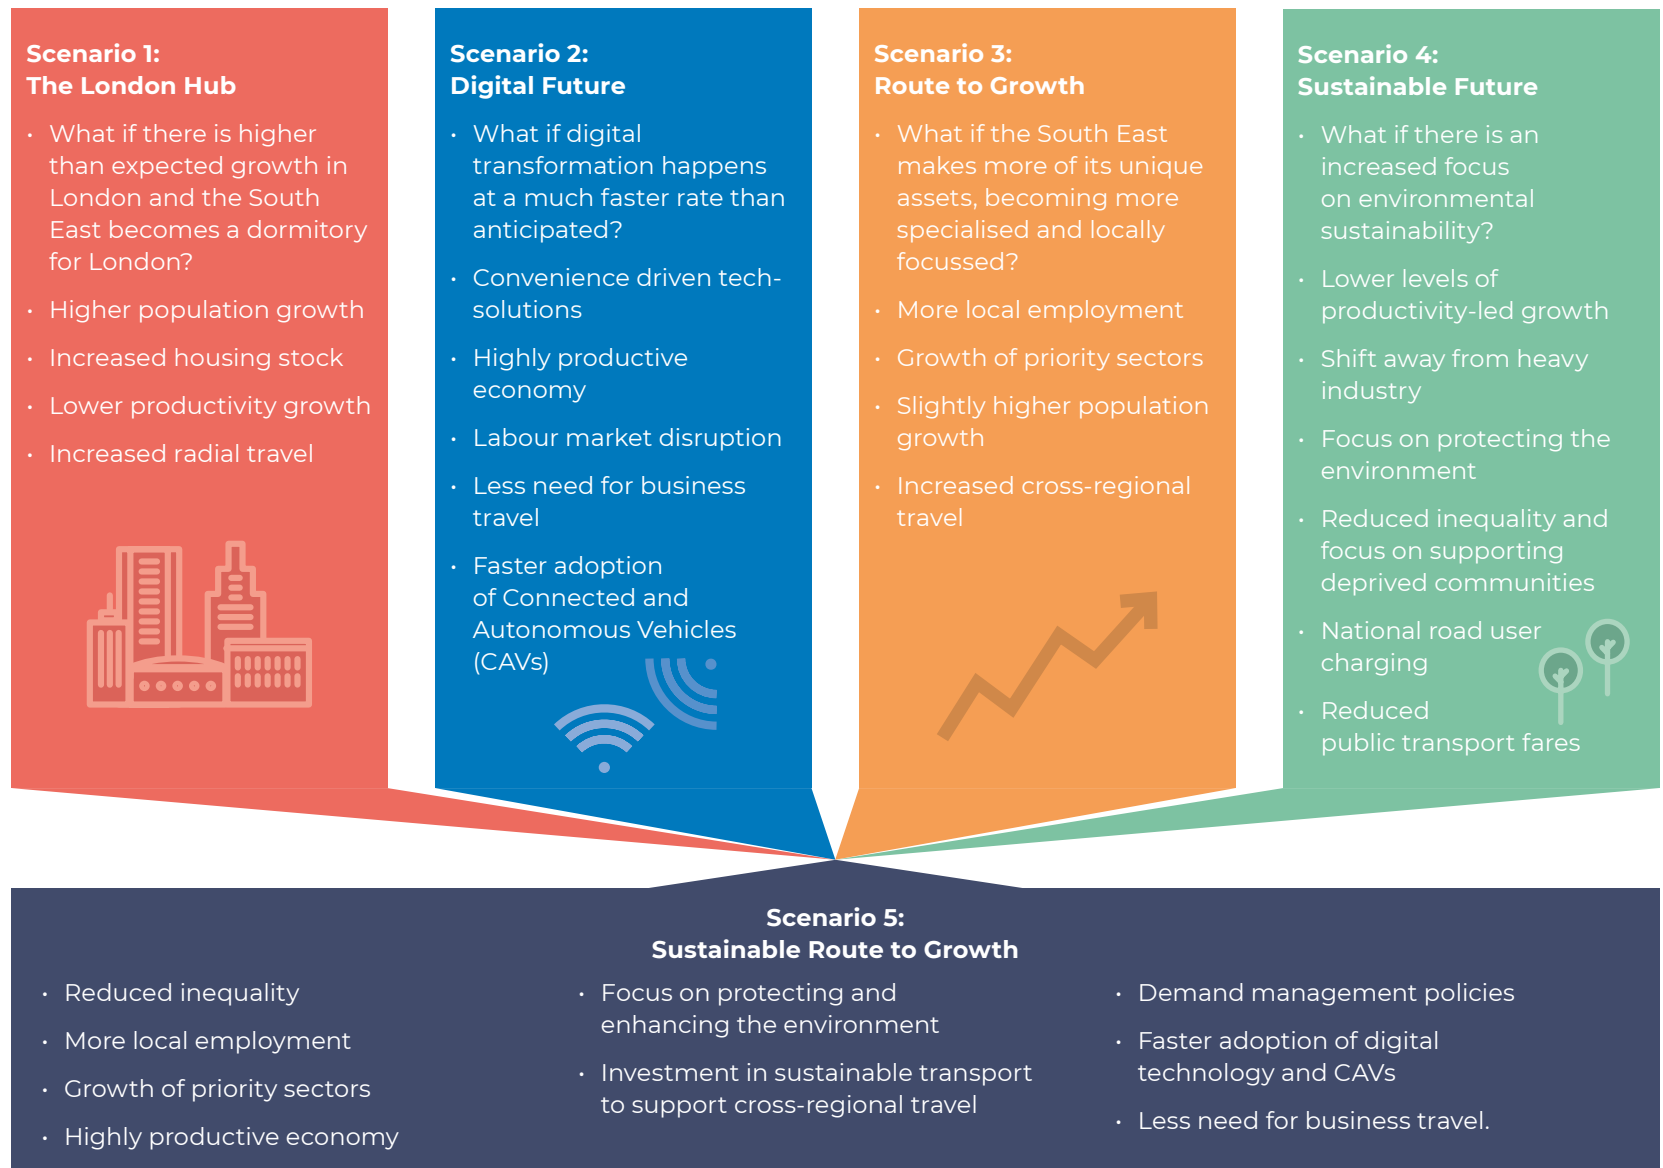 Scenario 1:
The London Hub
• What if there is higher
than expected growth in
London and the South
East becomes a dormitory
for London?
• Higher population growth
• Increased housing stock
• Lower productivity growth
• Increased radial travel
Scenario 2:
Digital Future
• What if digital
transformation happens
at a much faster rate than
anticipated?
• Convenience driven tech-
solutions
• Highly productive
economy
• Labour market disruption
• Less need for business
travel
• Faster adoption
of Connected and
Autonomous Vehicles
(CAVs)
Scenario 3:
Route to Growth
• What if the South East
makes more of its unique
assets, becoming more
specialised and locally
focussed?
• More local employment
• Growth of priority sectors
• Slightly higher population
growth
• Increased cross-regional
travel
Scenario 4:
Sustainable Future
• What if there is an
increased focus
on environmental
sustainability?
• Lower levels of
productivity-led growth
• Shift away from heavy
industry
• Focus on protecting the
environment
• Reduced inequality and
focus on supporting
deprived communities
• National road user
charging
• Reduced
public transport fares
Scenario 5:
Sustainable Route to Growth
• Reduced inequality
• More local employment
• Growth of priority sectors
• Highly productive economy
• Focus on protecting and
enhancing the environment
• Investment in sustainable transport
to support cross-regional travel
• Demand management policies
• Faster adoption of digital
technology and CAVs
• Less need for business travel.